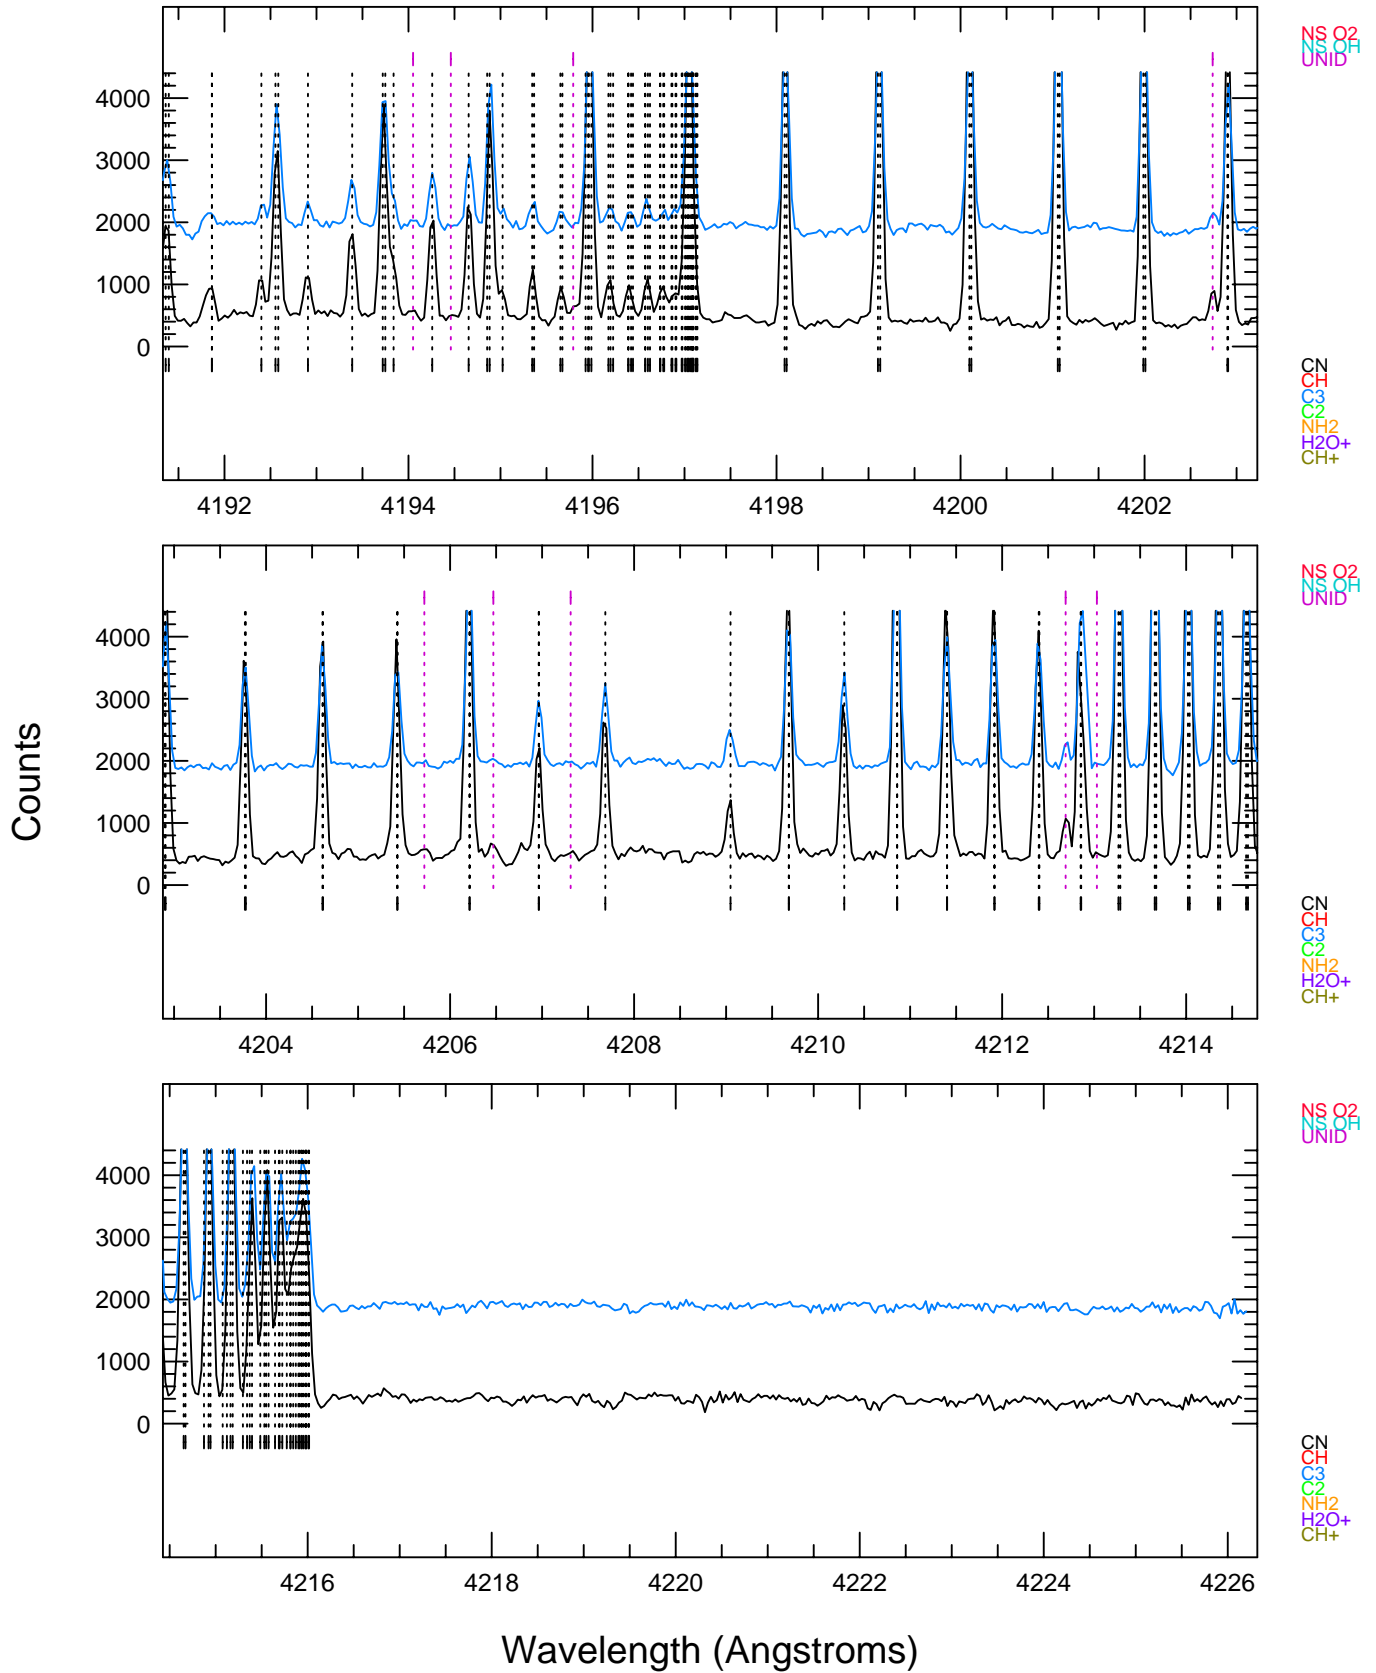 NS O2
NS OH
UNID
4000
3000
2000
1000
0
CN
CH
C3
C2
NH2
H2O+
CH+
4192 4194 4196 4198 4200 4202
NS O2
NS OH
UNID
4000
3000
2000
1000
0
CN
CH
C3
C2
NH2
H2O+
CH+
4204 4206 4208 4210 4212 4214
Counts
NS O2
NS OH
UNID
4000
3000
2000
1000
0
CN
CH
C3
C2
NH2
H2O+
CH+
4216 4218 4220 4222 4224 4226
Wavelength (Angstroms)